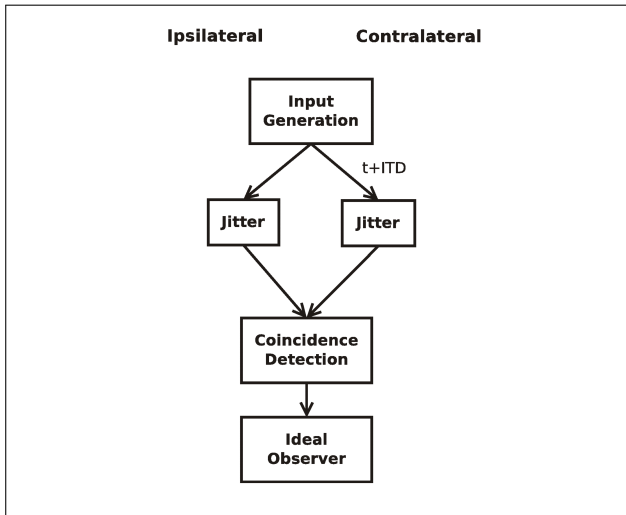 Ipsilateral Contralateral
Input
Generation
t+ITD
Jitter Jitter
Coincidence
Detection
Ideal
Observer